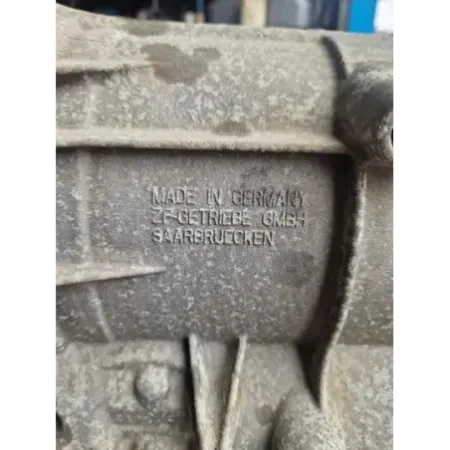 MADE IN GERMANY
ZF-GETRIEBE GMBH
SAARBRUECKEN